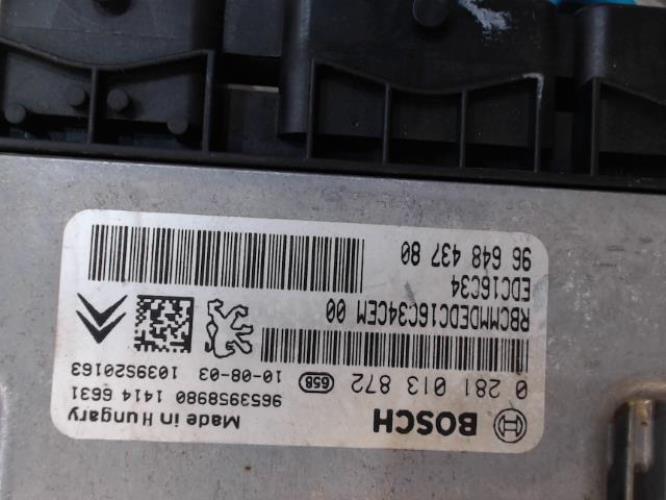 BOSCH
Made in Hungary
0 281 013 872
658
9653958980 1414 6631
10-08-03 1039S20163
RBCMMDEDC16C34CEM 00
EDC16C34
96 648 437 80